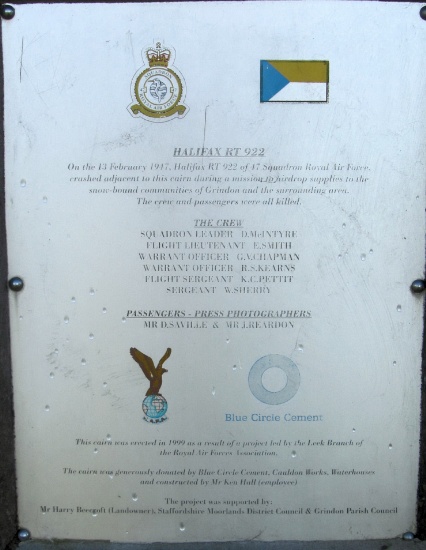 HALIFAX RT 922
On the 13 February 1947, Halifax RT 922 of 47 Squadron Royal Air Force,
crashed adjacent to this cairn during a mission to airdrop supplies to the
snow-bound communities of Grindon and the surrounding area.
The crew and passengers were all killed.
THE CREW
SQUADRON LEADER D.McINTYRE
FLIGHT LIEUTENANT E.SMITH
WARRANT OFFICER G.V.CHAPMAN
WARRANT OFFICER R.S.KEARNS
FLIGHT SERGEANT K.C.PETTIT
SERGEANT W.SHERRY
PASSENGERS - PRESS PHOTOGRAPHERS
MR D.SAVILLE & MR J.REARDON
Blue Circle Cement
This cairn was erected in 1999 as a result of a project led by the Leek Branch of
the Royal Air Forces Association.
The cairn was generously donated by Blue Circle Cement, Cauldon Works, Waterhouses
and constructed by Mr Ken Hall (employee)
The project was supported by:
Mr Harry (Landowner), Staffordshire Moorlands District Council & Grindon Parish Council